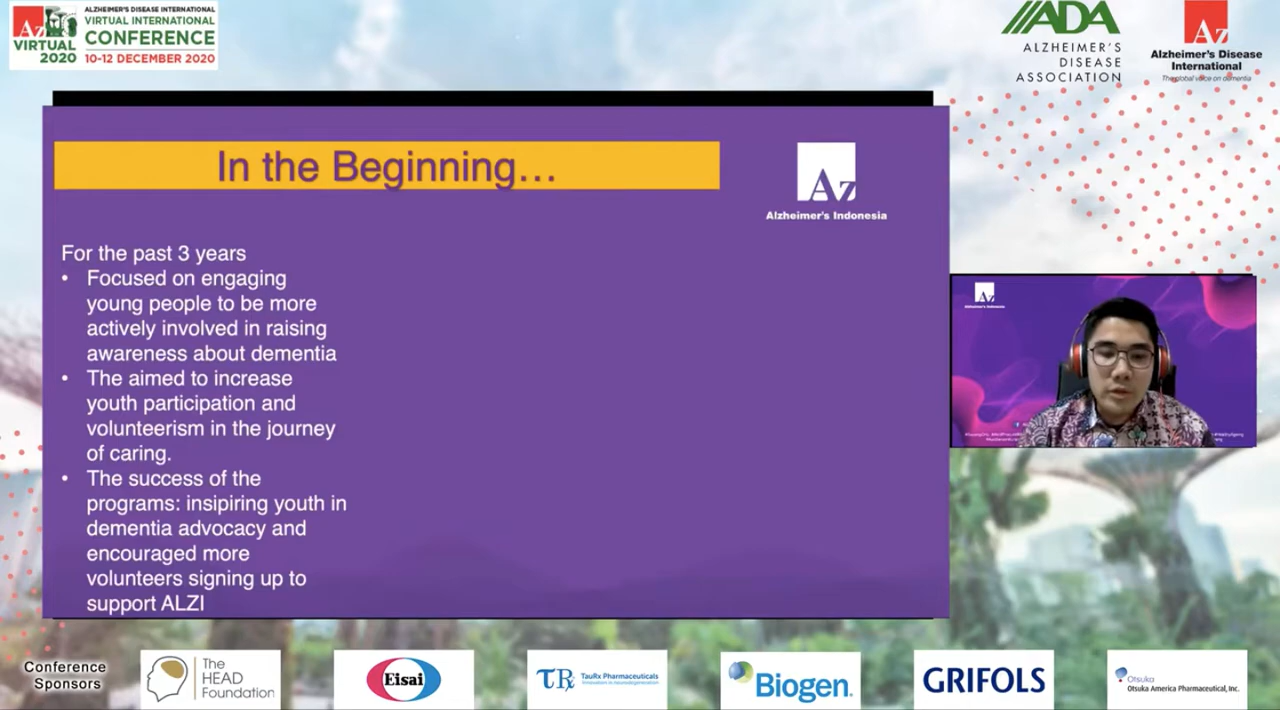 Az
VIRTUAL
2020
ALZHEIMER'S DISEASE INTERNATIONAL
VIRTUAL INTERNATIONAL
CONFERENCE
10-12 DECEMBER 2020
ADA
ALZHEIMER'S
DISEASE
ASSOCIATION
Az
Alzheimer's Disease
International
The global voice on dementia
In the Beginning…
Az
Alzheimer's Indonesia
For the past 3 years
• Focused on engaging
young people to be more
actively involved in raising
awareness about dementia
• The aimed to increase
youth participation and
volunteerism in the journey
of caring.
• The success of the
programs: insipiring youth in
dementia advocacy and
encouraged more
volunteers signing up to
support ALZI
Az
Alzheimer's Indonesia
Conference
Sponsors
The
HEAD
Foundation
Eisai
TR
TauRx Pharmaceuticals
Innovation in neurodegeneration
Biogen.
GRIFOLS
Otsuka
Otsuka America Pharmaceutical, Inc.